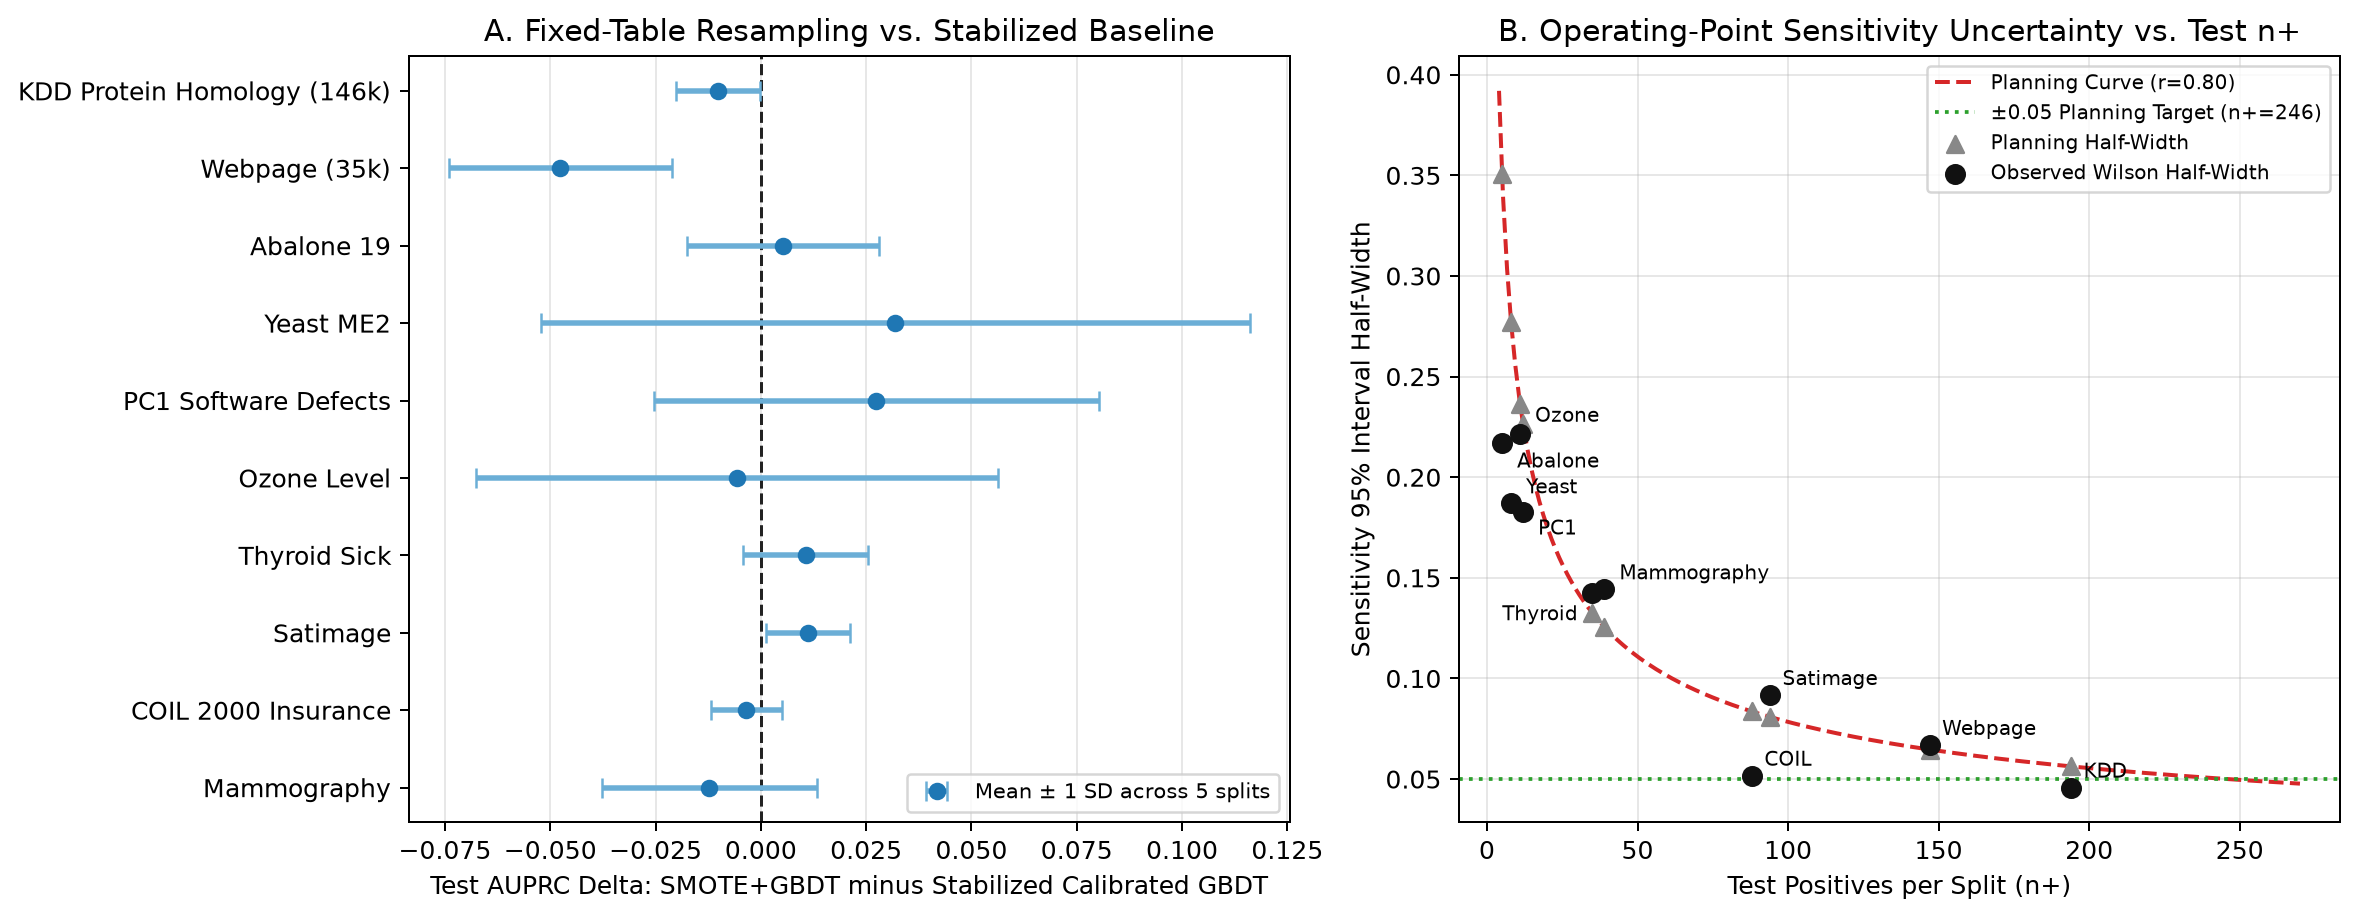 A. Fixed-Table Resampling vs. Stabilized Baseline
KDD Protein Homology (146k)
Webpage (35k)
Abalone 19
Yeast ME2
PC1 Software Defects
Ozone Level
Thyroid Sick
Satimage
COIL 2000 Insurance
Mammography
Mean ± 1 SD across 5 splits
−0.075 −0.050 −0.025 0.000 0.025 0.050 0.075 0.100 0.125
Test AUPRC Delta: SMOTE+GBDT minus Stabilized Calibrated GBDT
B. Operating-Point Sensitivity Uncertainty vs. Test n+
Sensitivity 95% Interval Half-Width
0.40
0.35
0.30
0.25
0.20
0.15
0.10
0.05
Planning Curve (r=0.80)
±0.05 Planning Target (n+=246)
Planning Half-Width
Observed Wilson Half-Width
Ozone
Abalone
Yeast
PC1
Mammography
Thyroid
Satimage
Webpage
COIL
KDD
0 50 100 150 200 250
Test Positives per Split (n+)